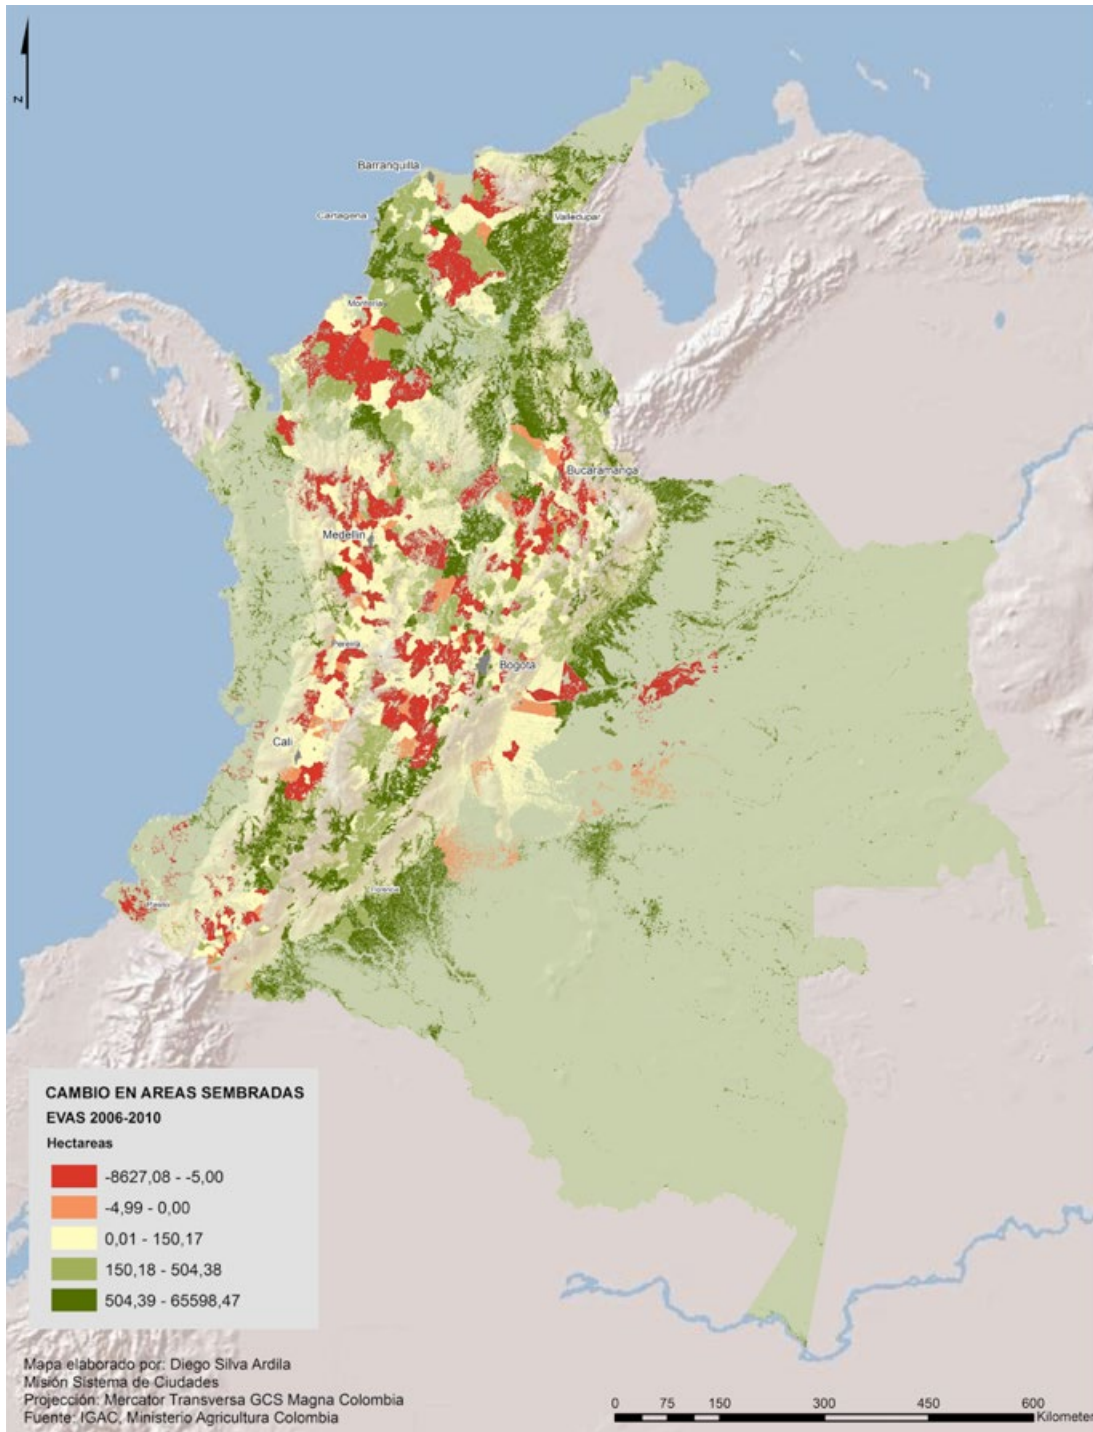 N
Barranquilla
Cartagena
Valledupar
Montería
Bucaramanga
Medellin
Pereira
Bogota
Cali
Florencia
Pasto
CAMBIO EN AREAS SEMBRADAS
EVAS 2006-2010
Hectareas
-8627,08 - -5,00
-4,99 - 0,00
0,01 - 150,17
150,18 - 504,38
504,39 - 65598,47
Mapa elaborado por: Diego Silva Ardila
Misión Sistema de Ciudades
Projección: Mercator Transversa GCS Magna Colombia
Fuente: IGAC, Ministerio Agricultura Colombia
0 75 150 300 450 600
Kilometer